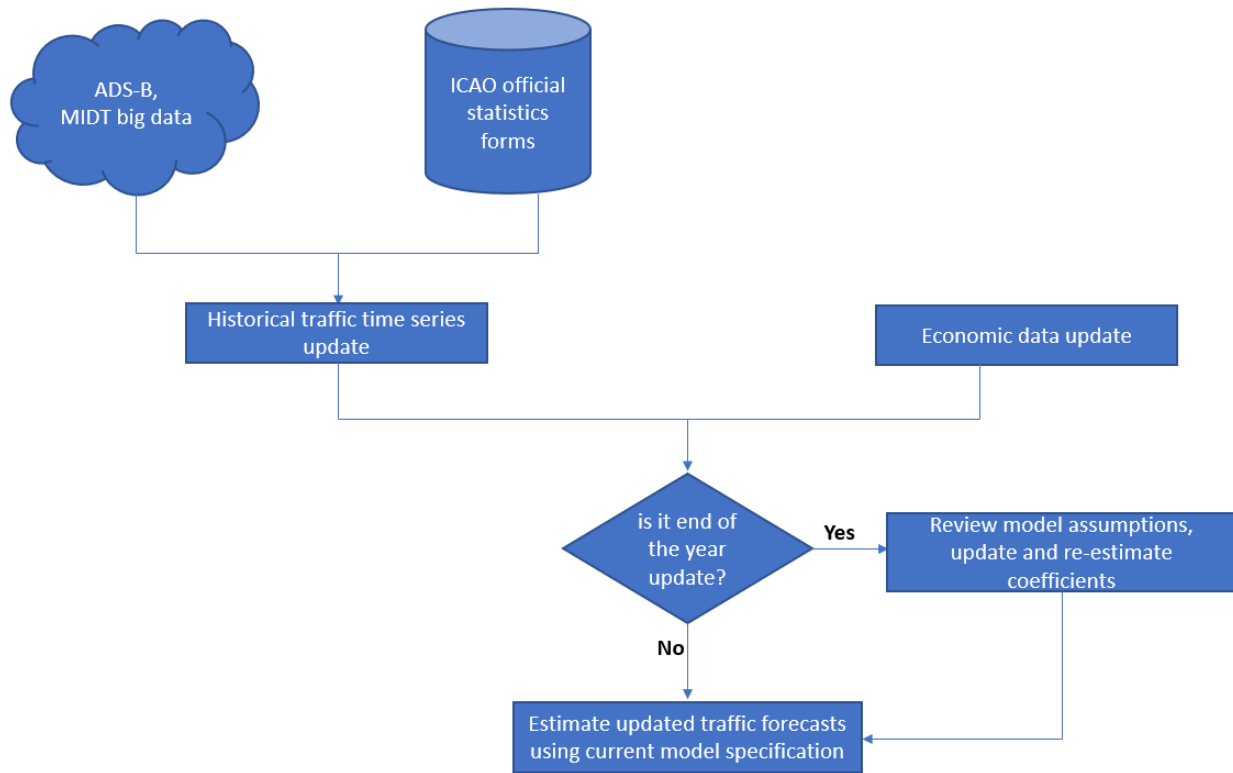 ADS-B,
MIDT big data
ICAO official
statistics
forms
Historical traffic time series
update
Economic data update
is it end of
the year
update?
Yes
Review model assumptions,
update and re-estimate
coefficients
No
Estimate updated traffic forecasts
using current model specification